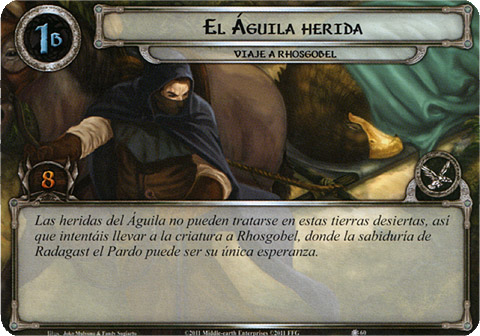 El Águila herida
1B
Viaje a Rhosgobel
8
Las heridas del Águila no pueden tratarse en estas tierras desiertas, así
que intentáis llevar a la criatura a Rhosgobel, donde la sabiduría de
Radagast el Pardo puede ser su única esperanza.
©2011 Middle-earth Enterprises ©2011 FFG
60